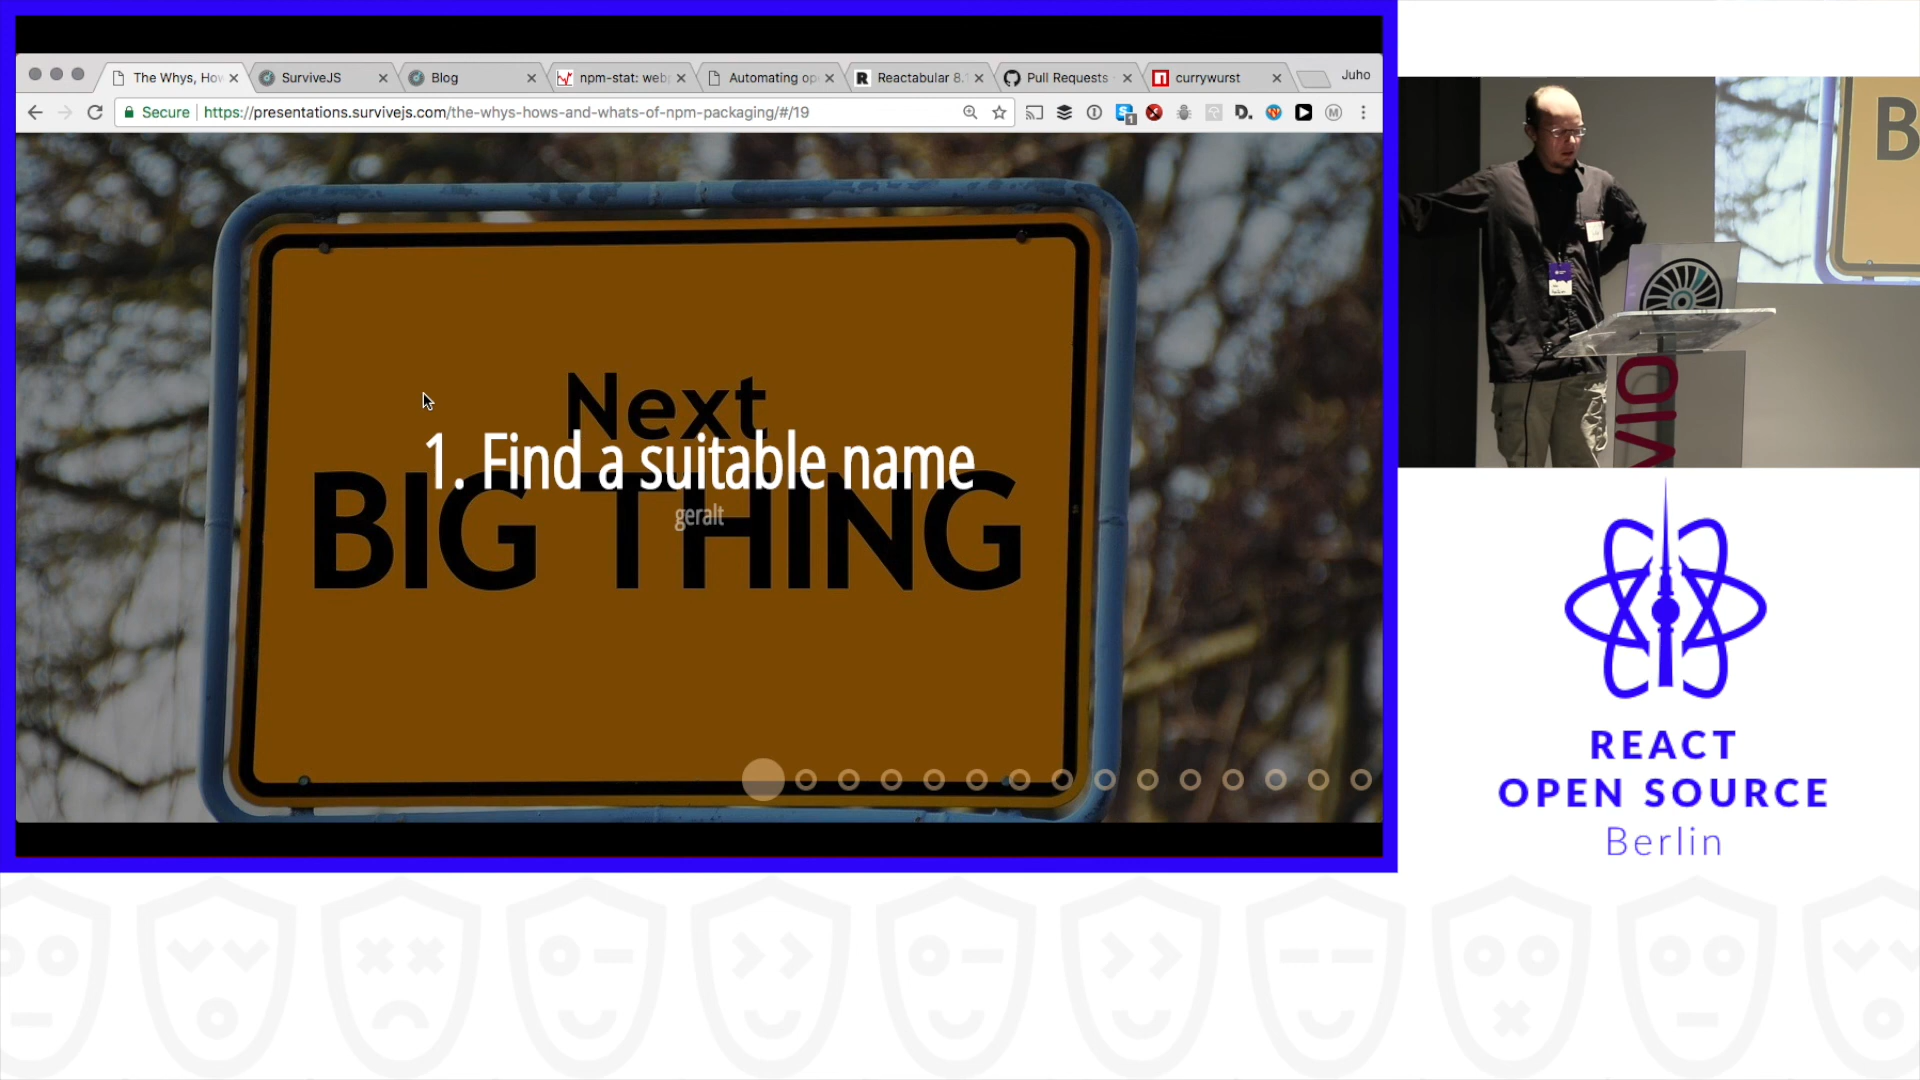 The Whys, Hov
SurviveJS
Blog
npm-stat: web
Automating op
Reactabular 8.
Pull Requests
currywurst
Juho
Secure
https://presentations.survivejs.com/the-whys-hows-and-whats-of-npm-packaging/#/19
Next
1. Find a suitable name
BIG THING
geralt
B
VIO
REACT
OPEN SOURCE
Berlin